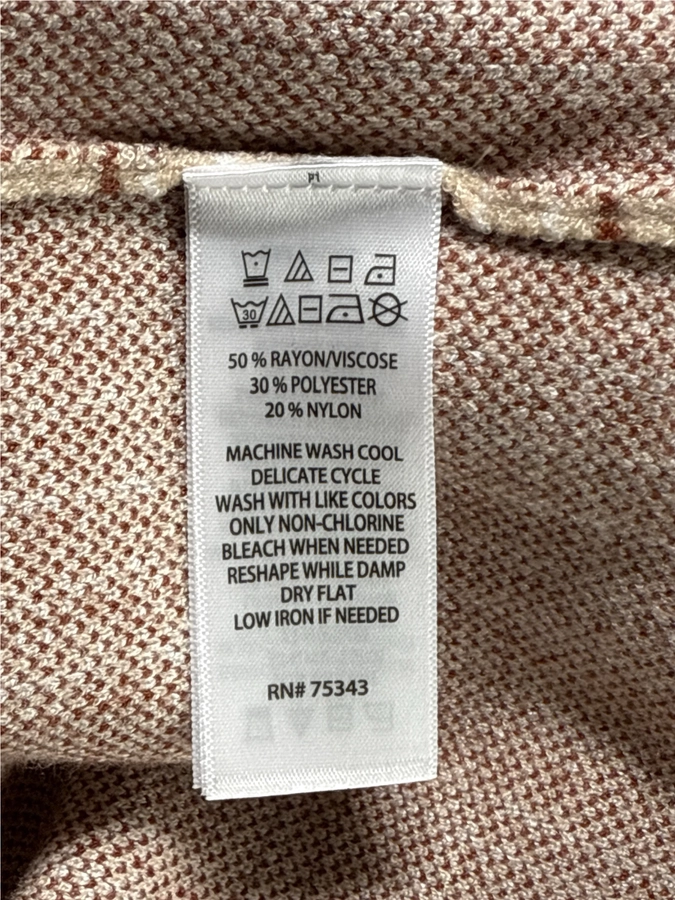 P1
30
50 % RAYON/VISCOSE
30 % POLYESTER
20 % NYLON
MACHINE WASH COOL
DELICATE CYCLE
WASH WITH LIKE COLORS
ONLY NON-CHLORINE
BLEACH WHEN NEEDED
RESHAPE WHILE DAMP
DRY FLAT
LOW IRON IF NEEDED
RN# 75343